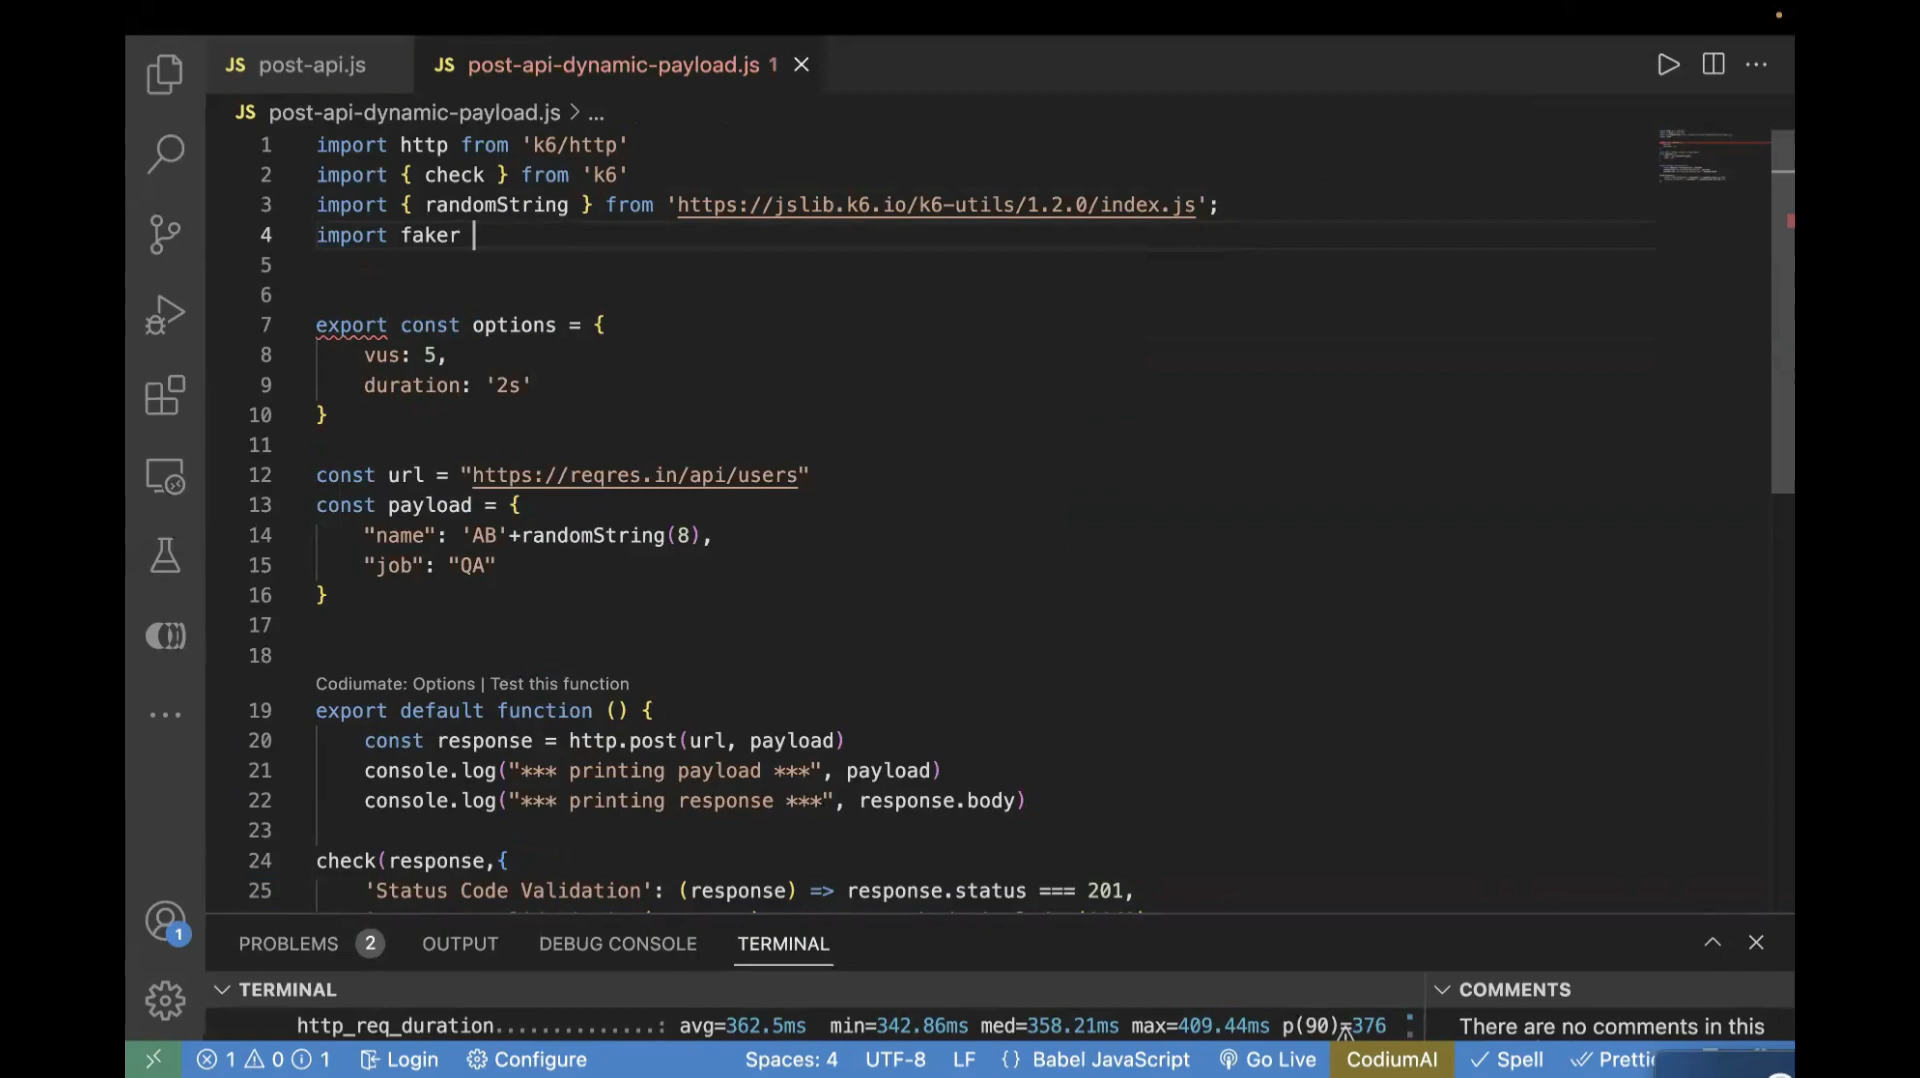 JS post-api.js
JS post-api-dynamic-payload.js 1
JS post-api-dynamic-payload.js > ...
1 import http from 'k6/http'
2 import { check } from 'k6'
3 import { randomString } from 'https://jslib.k6.io/k6-utils/1.2.0/index.js';
4 import faker
5
6
7 export const options = {
8 vus: 5,
9 duration: '2s'
10 }
11
12 const url = "https://reqres.in/api/users"
13 const payload = {
14 "name": 'AB'+randomString(8),
15 "job": "QA"
16 }
17
18
Codiumate: Options | Test this function
19 export default function () {
20 const response = http.post(url, payload)
21 console.log("*** printing payload ***", payload)
22 console.log("*** printing response ***", response.body)
23
24 check(response,{
25 'Status Code Validation': (response) => response.status === 201,
1
PROBLEMS 2 OUTPUT DEBUG CONSOLE TERMINAL
TERMINAL
COMMENTS
http_req_duration..............: avg=362.5ms min=342.86ms med=358.21ms max=409.44ms p(90)=376
There are no comments in this
1 0 1 Login Configure Spaces: 4 UTF-8 LF {} Babel JavaScript Go Live CodiumAI Spell Pretti